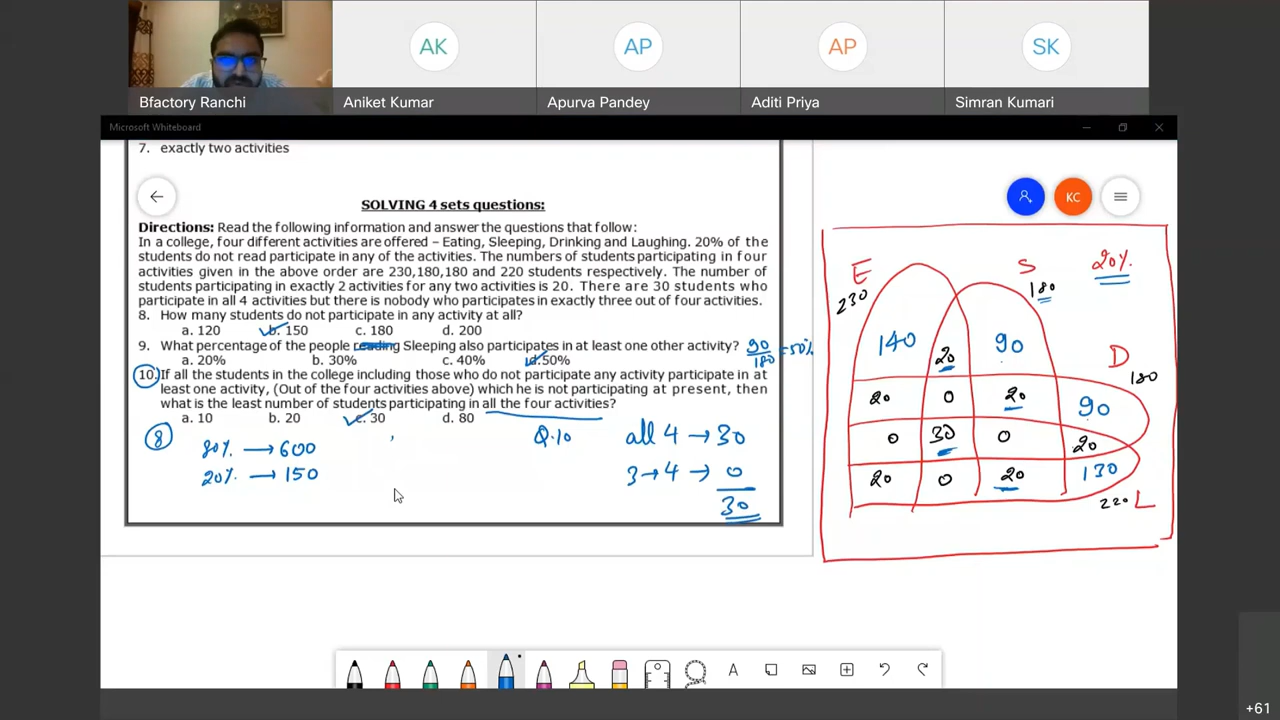 AK
AP
AP
SK
Bfactory Ranchi
Aniket Kumar
Apurva Pandey
Aditi Priya
Simran Kumari
Microsoft Whiteboard
7. exactly two activities
SOLVING 4 sets questions:
Directions: Read the following information and answer the questions that follow:
In a college, four different activities are offered – Eating, Sleeping, Drinking and Laughing. 20% of the
students do not read participate in any of the activities. The numbers of students participating in four
activities given in the above order are 230,180,180 and 220 students respectively. The number of
students participating in exactly 2 activities for any two activities is 20. There are 30 students who
participate in all 4 activities but there is nobody who participates in exactly three out of four activities.
8. How many students do not participate in any activity at all?
a. 120 b. 150 c. 180 d. 200
9. What percentage of the people reading Sleeping also participates in at least one other activity?
90/180 = 50%
a. 20% b. 30% c. 40% d. 50%
10. If all the students in the college including those who do not participate any activity participate in at
least one activity, (Out of the four activities above) which he is not participating at present, then
what is the least number of students participating in all the four activities?
a. 10 b. 20 c. 30 d. 80
8
80% → 600
20% → 150
Q.10
all 4 → 30
3 → 4 → 0
30
KC
E
230
S
180
20%
140
20
90
D
180
20
0
20
90
0
30
0
20
20
0
20
130
220 L
A
+61